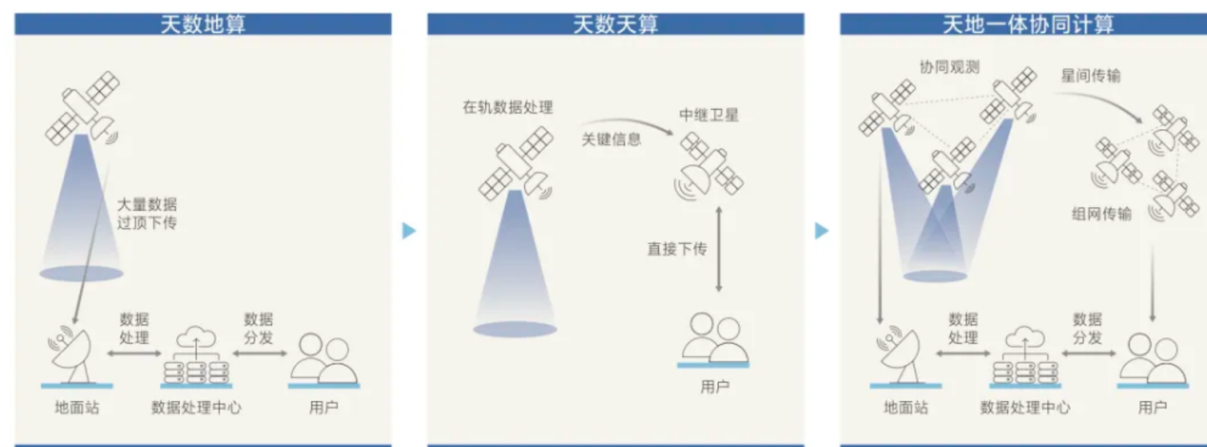 天数地算
大量数据
过顶下传
数据
处理
数据
分发
地面站
数据处理中心
用户
天数天算
在轨数据处理
关键信息
中继卫星
直接下传
用户
天地一体协同计算
协同观测
星间传输
组网传输
数据
处理
数据
分发
地面站
数据处理中心
用户